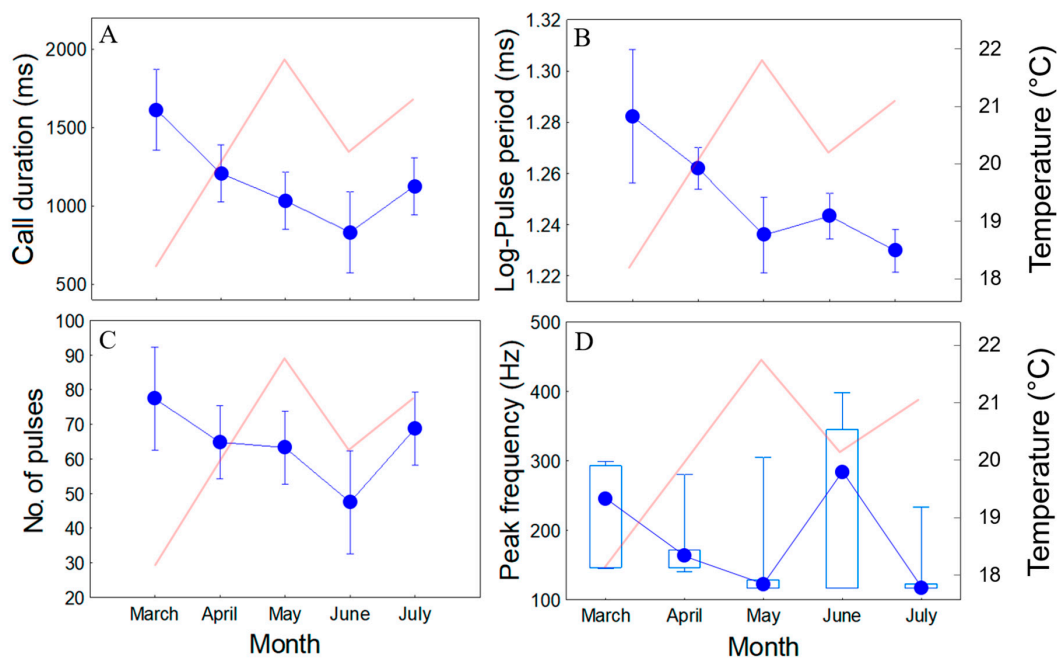 A
Call duration (ms)
2000
1500
1000
500
B
Log-Pulse period (ms)
1.32
1.30
1.28
1.26
1.24
1.22
22
21
20
19
18
Temperature (°C)
C
No. of pulses
100
90
80
70
60
50
40
30
20
March April May June July
Month
D
Peak frequency (Hz)
500
400
300
200
100
22
21
20
19
18
Temperature (°C)
March April May June July
Month